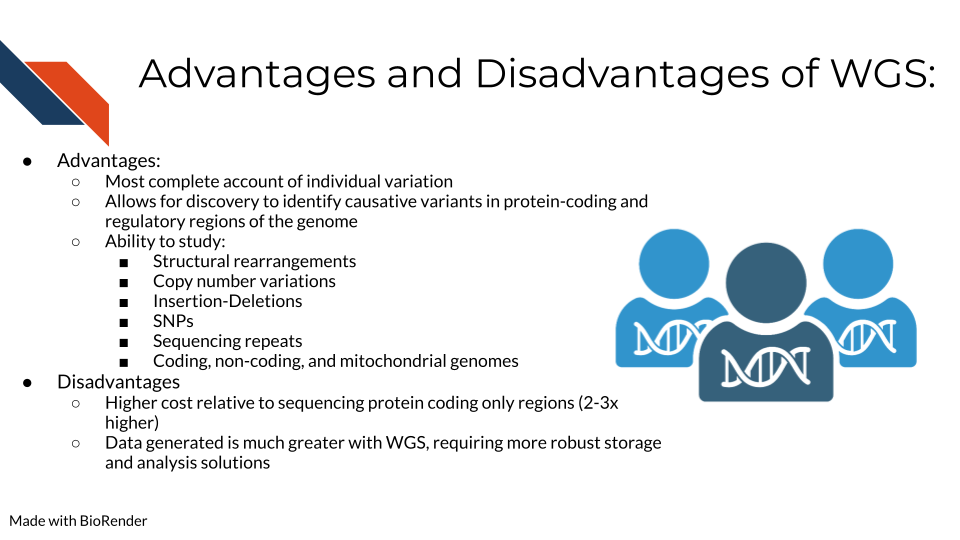 Advantages and Disadvantages of WGS:
● Advantages:
○ Most complete account of individual variation
○ Allows for discovery to identify causative variants in protein-coding and
regulatory regions of the genome
○ Ability to study:
■ Structural rearrangements
■ Copy number variations
■ Insertion-Deletions
■ SNPs
■ Sequencing repeats
■ Coding, non-coding, and mitochondrial genomes
● Disadvantages
○ Higher cost relative to sequencing protein coding only regions (2-3x
higher)
○ Data generated is much greater with WGS, requiring more robust storage
and analysis solutions
Made with BioRender